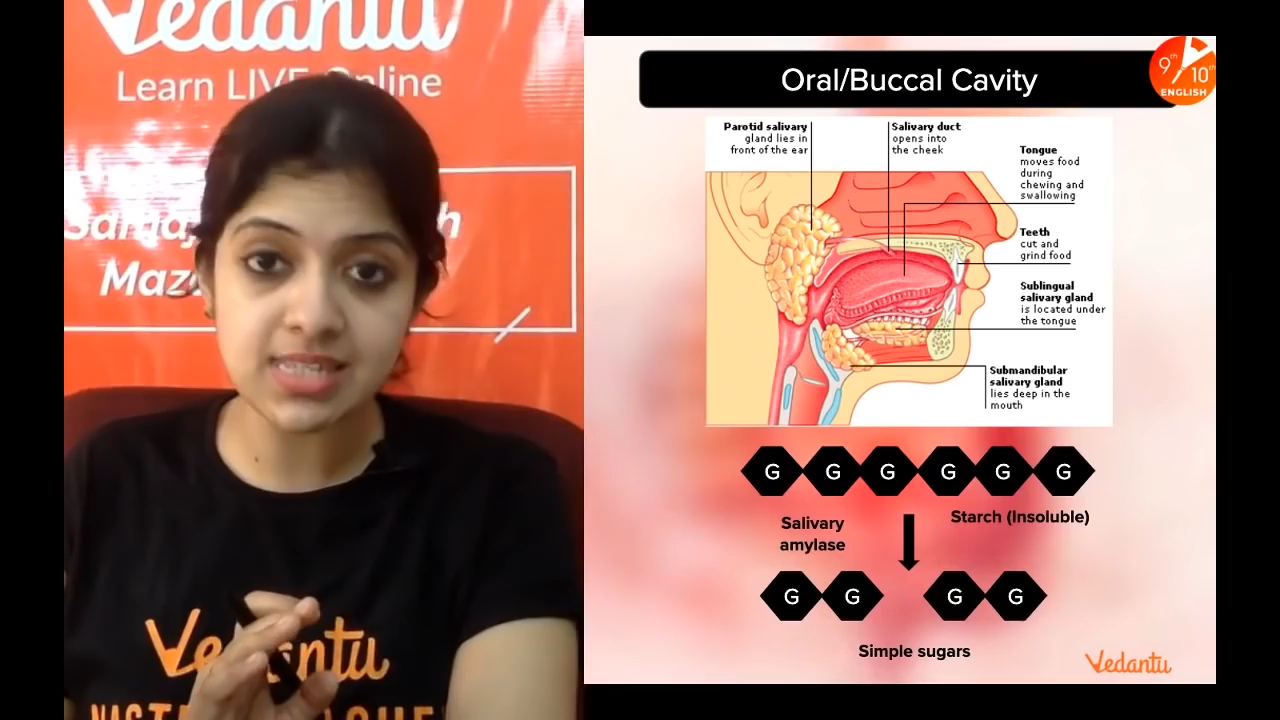 Vedantu
Learn LIVE Online
Oral/Buccal Cavity
9th
10th
ENGLISH
Parotid salivary
gland lies in
front of the ear
Salivary duct
opens into
the cheek
Tongue
moves food
during
chewing and
swallowing
Teeth
cut and
grind food
Sublingual
salivary gland
is located under
the tongue
Submandibular
salivary gland
lies deep in the
mouth
G G G G G G
Salivary
amylase
Starch (Insoluble)
G G G G
Simple sugars
Vedantu
Vedantu